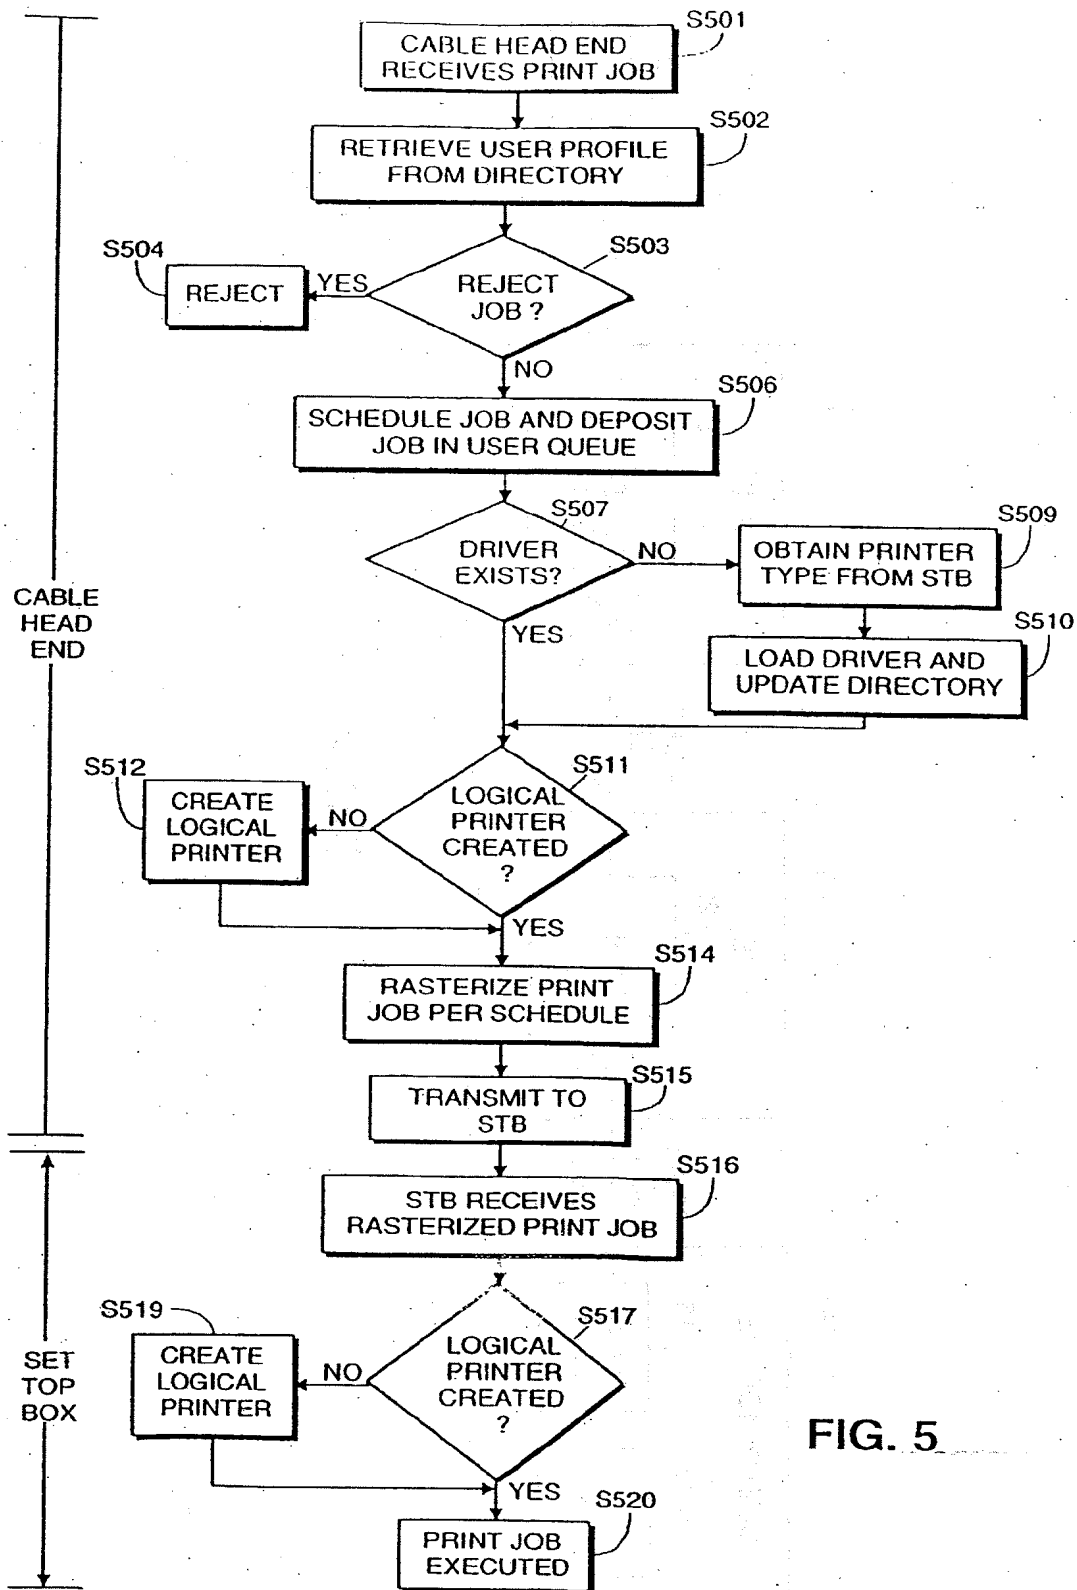 S501
CABLE HEAD END
RECEIVES PRINT JOB
S502
RETRIEVE USER PROFILE
FROM DIRECTORY
S503
REJECT
JOB ?
S504
YES
REJECT
NO
S506
SCHEDULE JOB AND DEPOSIT
JOB IN USER QUEUE
S507
DRIVER
EXISTS?
NO
S509
OBTAIN PRINTER
TYPE FROM STB
YES
S510
LOAD DRIVER AND
UPDATE DIRECTORY
CABLE
HEAD
END
S511
LOGICAL
PRINTER
CREATED
?
S512
NO
CREATE
LOGICAL
PRINTER
YES
S514
RASTERIZE PRINT
JOB PER SCHEDULE
S515
TRANSMIT TO
STB
S516
STB RECEIVES
RASTERIZED PRINT JOB
S517
LOGICAL
PRINTER
CREATED
?
S519
NO
CREATE
LOGICAL
PRINTER
SET
TOP
BOX
YES
S520
PRINT JOB
EXECUTED
FIG. 5